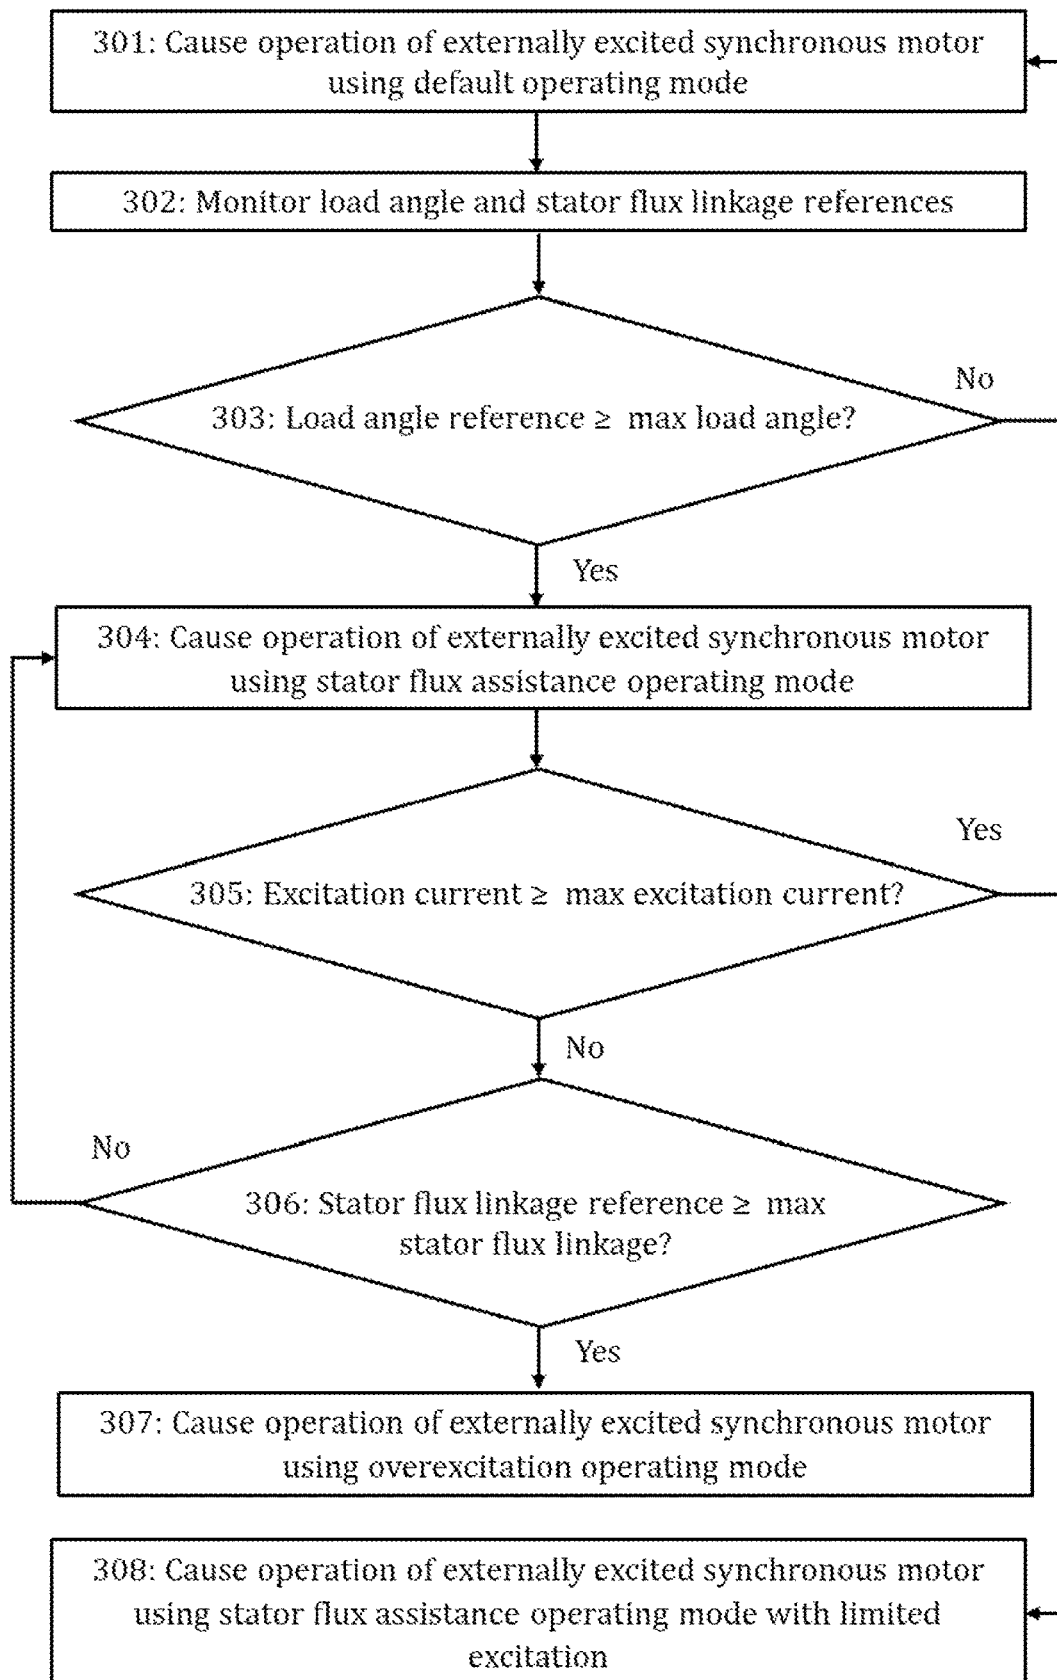 301: Cause operation of externally excited synchronous motor
using default operating mode
302: Monitor load angle and stator flux linkage references
No
303: Load angle reference ≥ max load angle?
Yes
304: Cause operation of externally excited synchronous motor
using stator flux assistance operating mode
Yes
305: Excitation current ≥ max excitation current?
No
No
306: Stator flux linkage reference ≥ max
stator flux linkage?
Yes
307: Cause operation of externally excited synchronous motor
using overexcitation operating mode
308: Cause operation of externally excited synchronous motor
using stator flux assistance operating mode with limited
excitation